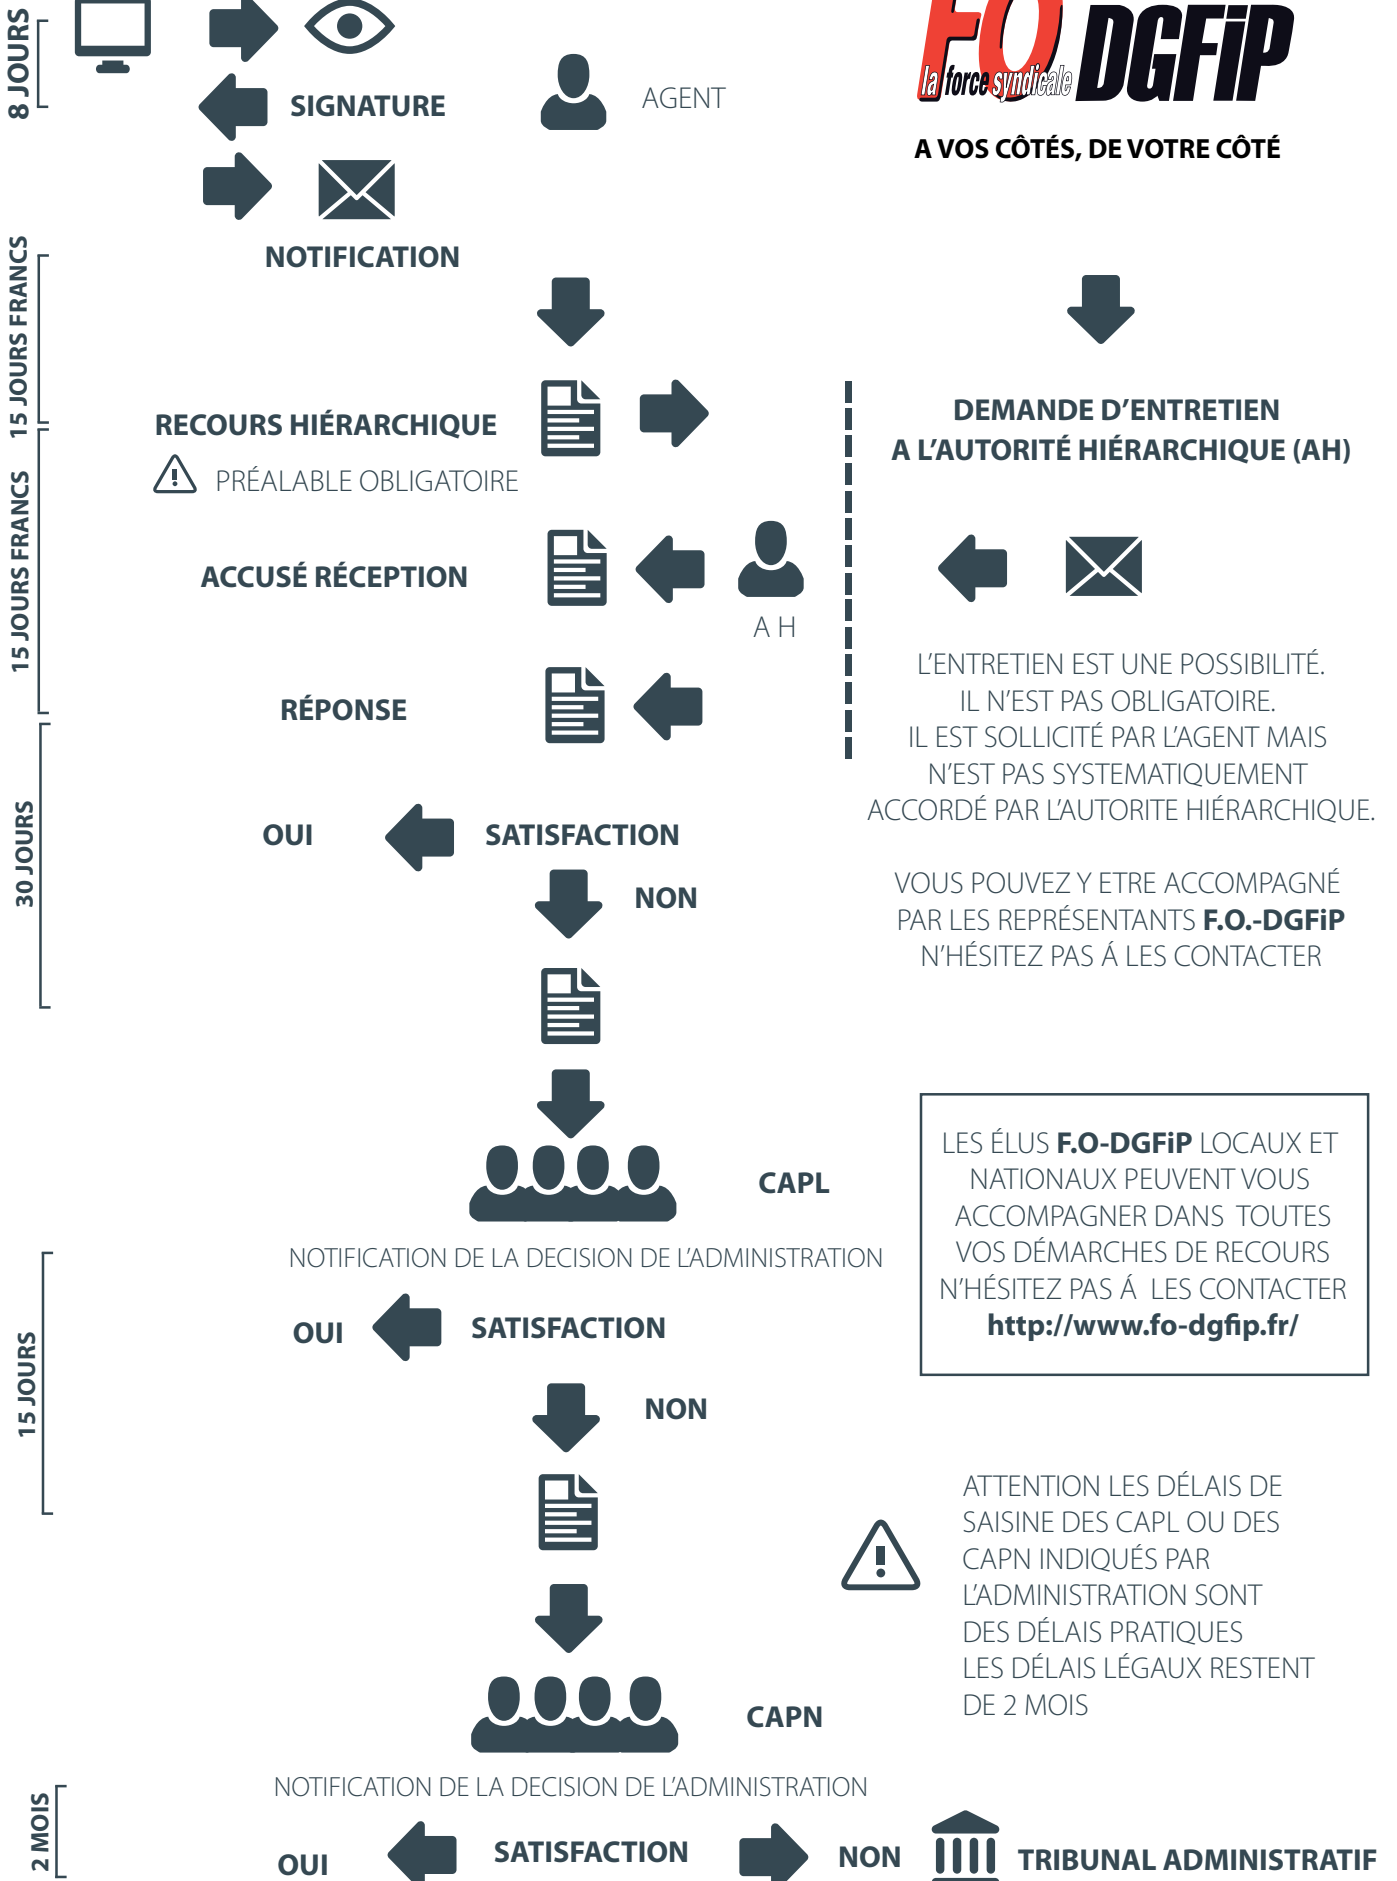 8 JOURS
SIGNATURE
AGENT
FO
la force syndicale
DGFiP
A VOS CÔTÉS, DE VOTRE CÔTÉ
NOTIFICATION
15 JOURS FRANCS
RECOURS HIÉRARCHIQUE
PRÉALABLE OBLIGATOIRE
DEMANDE D'ENTRETIEN
A L'AUTORITÉ HIÉRARCHIQUE (AH)
15 JOURS FRANCS
ACCUSÉ RÉCEPTION
A H
RÉPONSE
L'ENTRETIEN EST UNE POSSIBILITÉ.
IL N'EST PAS OBLIGATOIRE.
IL EST SOLLICITÉ PAR L'AGENT MAIS
N'EST PAS SYSTEMATIQUEMENT
ACCORDÉ PAR L'AUTORITE HIÉRARCHIQUE.
VOUS POUVEZ Y ETRE ACCOMPAGNÉ
PAR LES REPRÉSENTANTS F.O.-DGFiP
N'HÉSITEZ PAS Á LES CONTACTER
30 JOURS
OUI
SATISFACTION
NON
CAPL
LES ÉLUS F.O-DGFiP LOCAUX ET
NATIONAUX PEUVENT VOUS
ACCOMPAGNER DANS TOUTES
VOS DÉMARCHES DE RECOURS
N'HÉSITEZ PAS Á LES CONTACTER
http://www.fo-dgfip.fr/
NOTIFICATION DE LA DECISION DE L'ADMINISTRATION
15 JOURS
OUI
SATISFACTION
NON
ATTENTION LES DÉLAIS DE
SAISINE DES CAPL OU DES
CAPN INDIQUÉS PAR
L'ADMINISTRATION SONT
DES DÉLAIS PRATIQUES
LES DÉLAIS LÉGAUX RESTENT
DE 2 MOIS
CAPN
NOTIFICATION DE LA DECISION DE L'ADMINISTRATION
2 MOIS
OUI
SATISFACTION
NON
TRIBUNAL ADMINISTRATIF